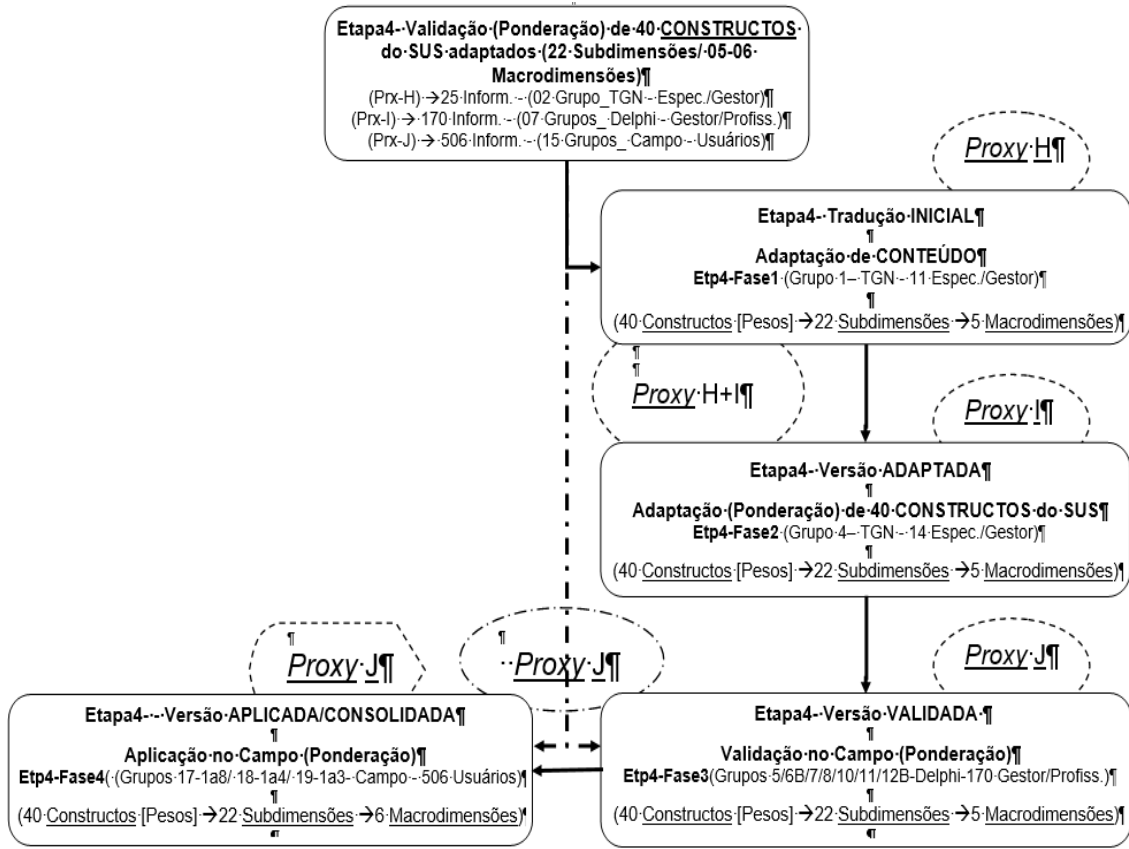 Etapa4-·Validação·(Ponderação)·de·40·CONSTRUCTOS·
do·SUS·adaptados·(22·Subdimensões/·05-06·
Macrodimensões)¶
(Prx-H)·→25·Inform.·-·(02·Grupo_TGN·-·Espec./Gestor)¶
(Prx-I)·→·170·Inform.·-·(07·Grupos_·Delphi·-·Gestor/Profiss.)¶
(Prx-J)·→·506·Inform.·-·(15·Grupos_·Campo·-·Usuários)¶
Proxy·H¶
Etapa4-·Tradução·INICIAL¶
¶
Adaptação·de·CONTEÚDO¶
Etp4-Fase1·(Grupo·1–·TGN·-·11·Espec./Gestor)¶
¶
(40·Constructos·[Pesos]·→22·Subdimensões·→5·Macrodimensões)¶
¶
¶
Proxy·H+I¶
Proxy·I¶
Etapa4-·Versão·ADAPTADA¶
¶
Adaptação·(Ponderação)·de·40·CONSTRUCTOS·do·SUS¶
Etp4-Fase2·(Grupo·4–·TGN·-·14·Espec./Gestor)¶
¶
(40·Constructos·[Pesos]·→22·Subdimensões·→5·Macrodimensões)¶
¶
Proxy·J¶
¶
··Proxy·J¶
Proxy·J¶
Etapa4-·-·Versão·APLICADA/CONSOLIDADA¶
¶
Aplicação·no·Campo·(Ponderação)¶
Etp4-Fase4(·(Grupos·17-1a8/·18-1a4/·19-1a3-·Campo·-·506·Usuários)¶
¶
(40·Constructos·[Pesos]·→22·Subdimensões·→6·Macrodimensões)¶
¶
Etapa4-·Versão·VALIDADA·¶
¶
Validação·no·Campo·(Ponderação)¶
Etp4-Fase3(Grupos·5/6B/7/8/10/11/12B-Delphi-170·Gestor/Profiss.)¶
¶
(40·Constructos·[Pesos]·→22·Subdimensões·→5·Macrodimensões)¶
¶